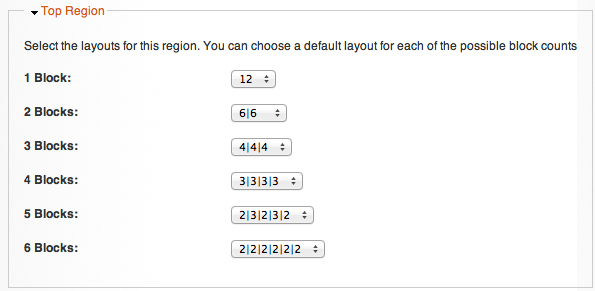 Top Region
Select the layouts for this region. You can choose a default layout for each of the possible block counts
1 Block: 12
2 Blocks: 6|6
3 Blocks: 4|4|4
4 Blocks: 3|3|3|3
5 Blocks: 2|3|2|3|2
6 Blocks: 2|2|2|2|2|2